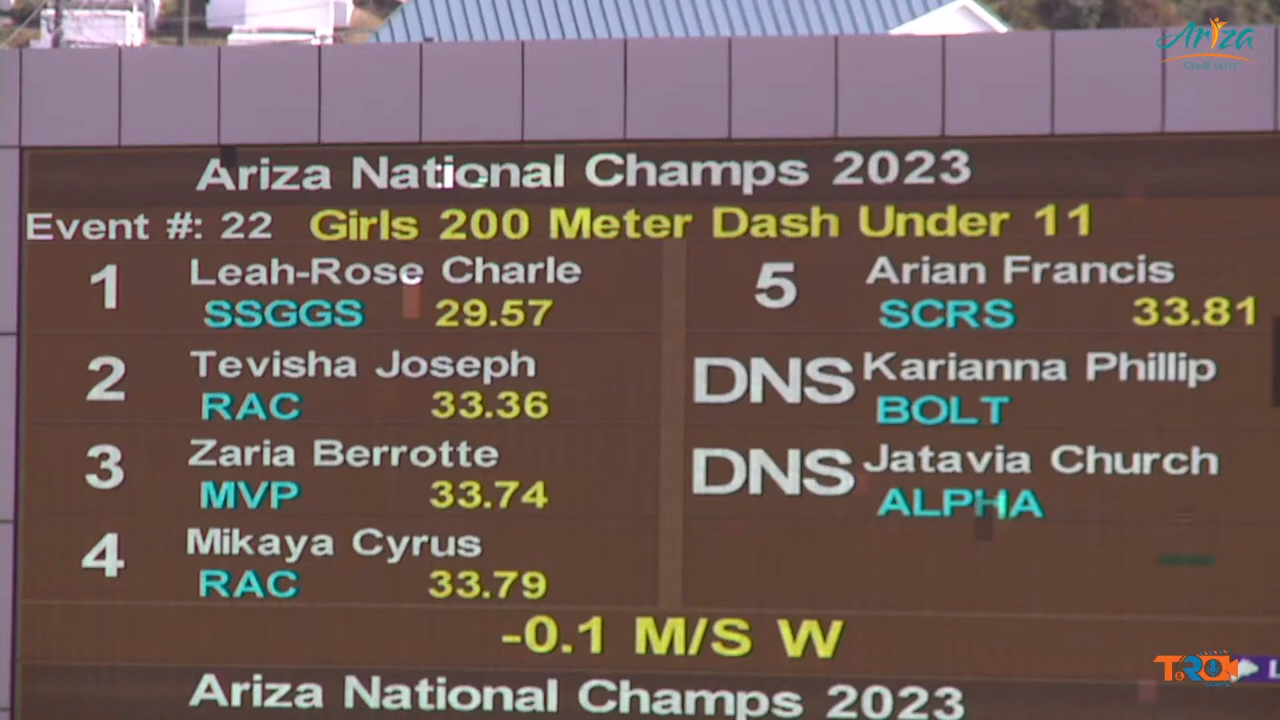 Ariza
Ariza National Champs 2023
Event #: 22 Girls 200 Meter Dash Under 11
1 Leah-Rose Charle
SSGGS 29.57
2 Tevisha Joseph
RAC 33.36
3 Zaria Berrotte
MVP 33.74
4 Mikaya Cyrus
RAC 33.79
5 Arian Francis
SCRS 33.81
DNS Karianna Phillip
BOLT
DNS Jatavia Church
ALPHA
-0.1 M/S W
Ariza National Champs 2023